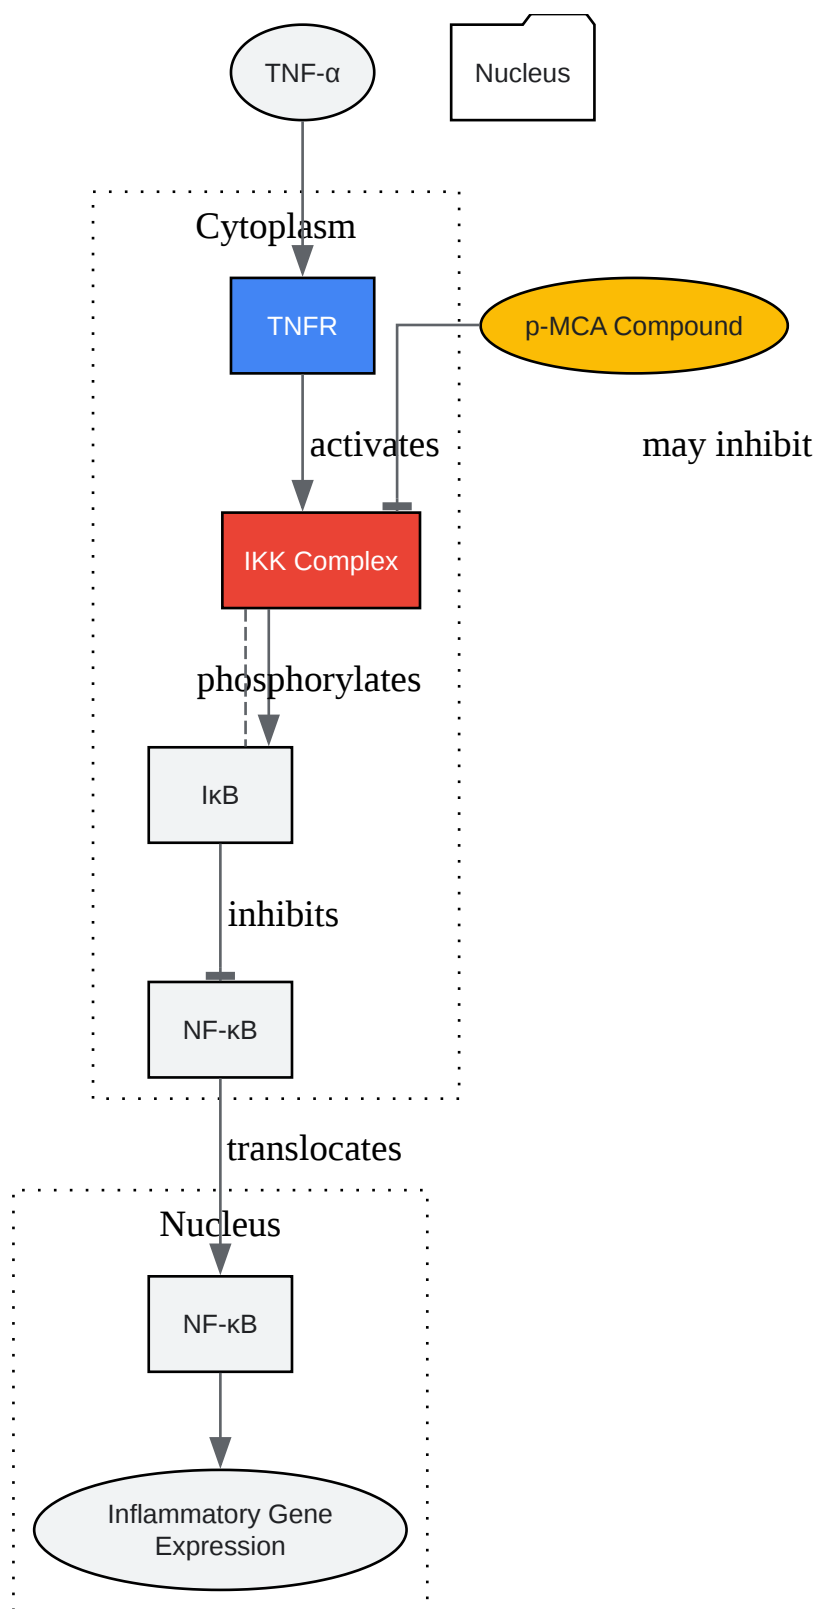 TNF-α
Nucleus
Cytoplasm
TNFR
p-MCA Compound
activates
may inhibit
IKK Complex
phosphorylates
IκB
inhibits
NF-κB
translocates
Nucleus
NF-κB
Inflammatory Gene
Expression